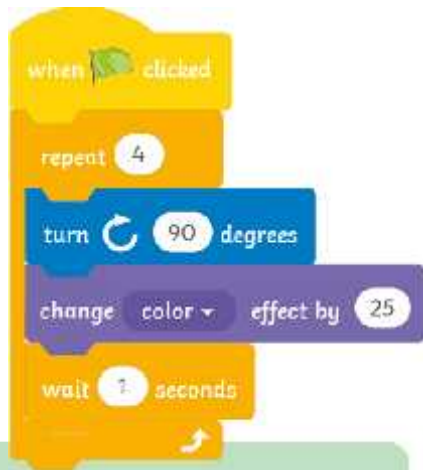 when clicked
repeat 4
turn 90 degrees
change color effect by 25
wait 1 seconds